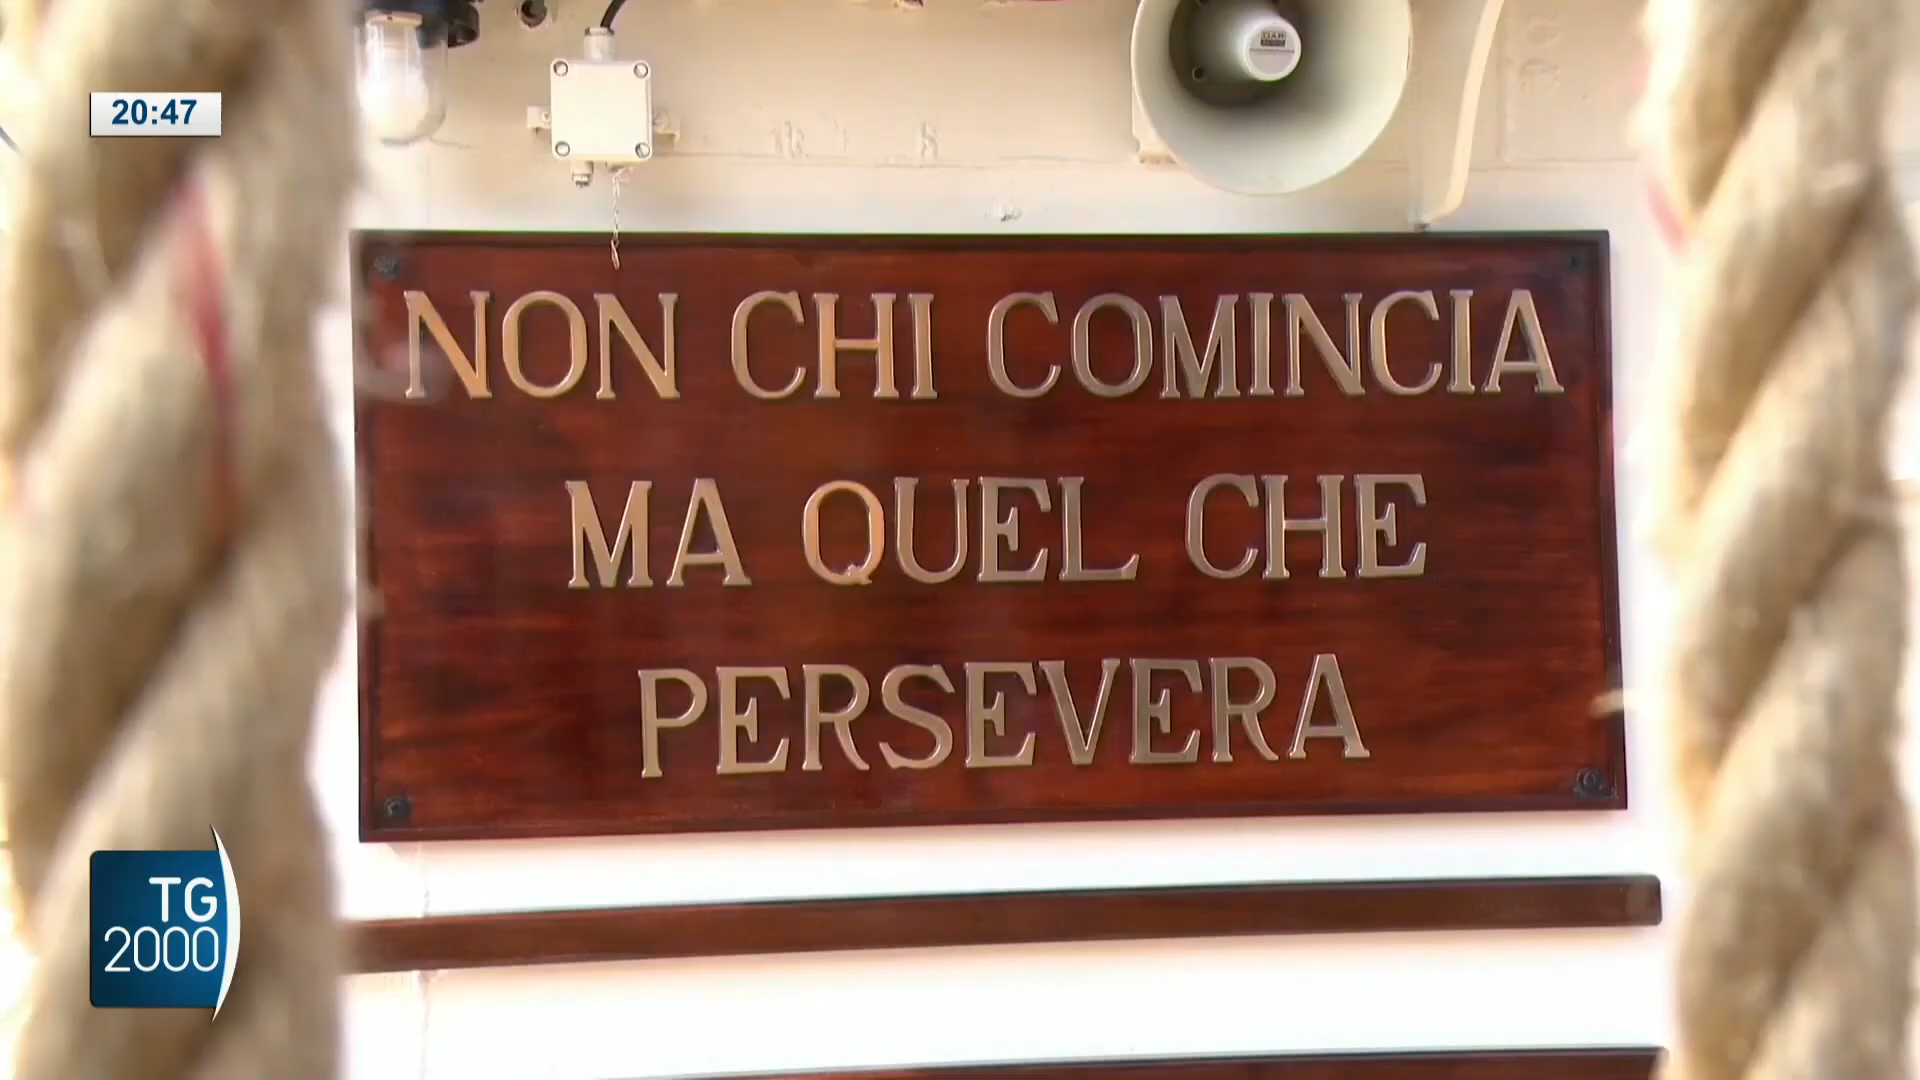 20:47
NON CHI COMINCIA
MA QUEL CHE
PERSEVERA
TG
2000